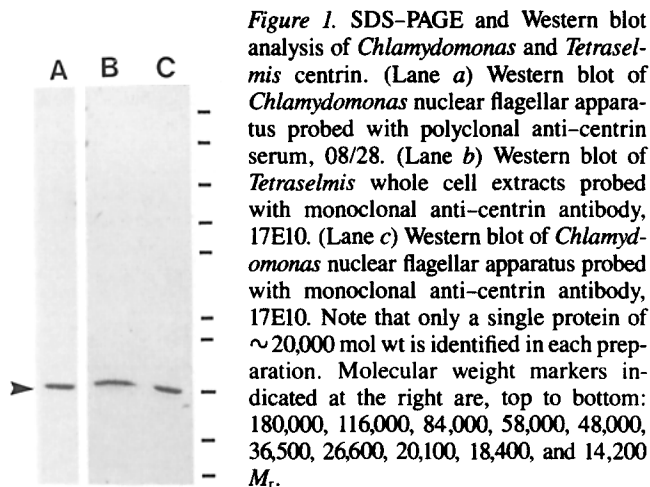 A B C
Figure 1. SDS-PAGE and Western blot
analysis of Chlamydomonas and Tetrasel-
mis centrin. (Lane a) Western blot of
Chlamydomonas nuclear flagellar appara-
tus probed with polyclonal anti-centrin
serum, 08/28. (Lane b) Western blot of
Tetraselmis whole cell extracts probed
with monoclonal anti-centrin antibody,
17E10. (Lane c) Western blot of Chlamyd-
omonas nuclear flagellar apparatus probed
with monoclonal anti-centrin antibody,
17E10. Note that only a single protein of
~20,000 mol wt is identified in each prep-
aration. Molecular weight markers in-
dicated at the right are, top to bottom:
180,000, 116,000, 84,000, 58,000, 48,000,
36,500, 26,600, 20,100, 18,400, and 14,200
Mr.